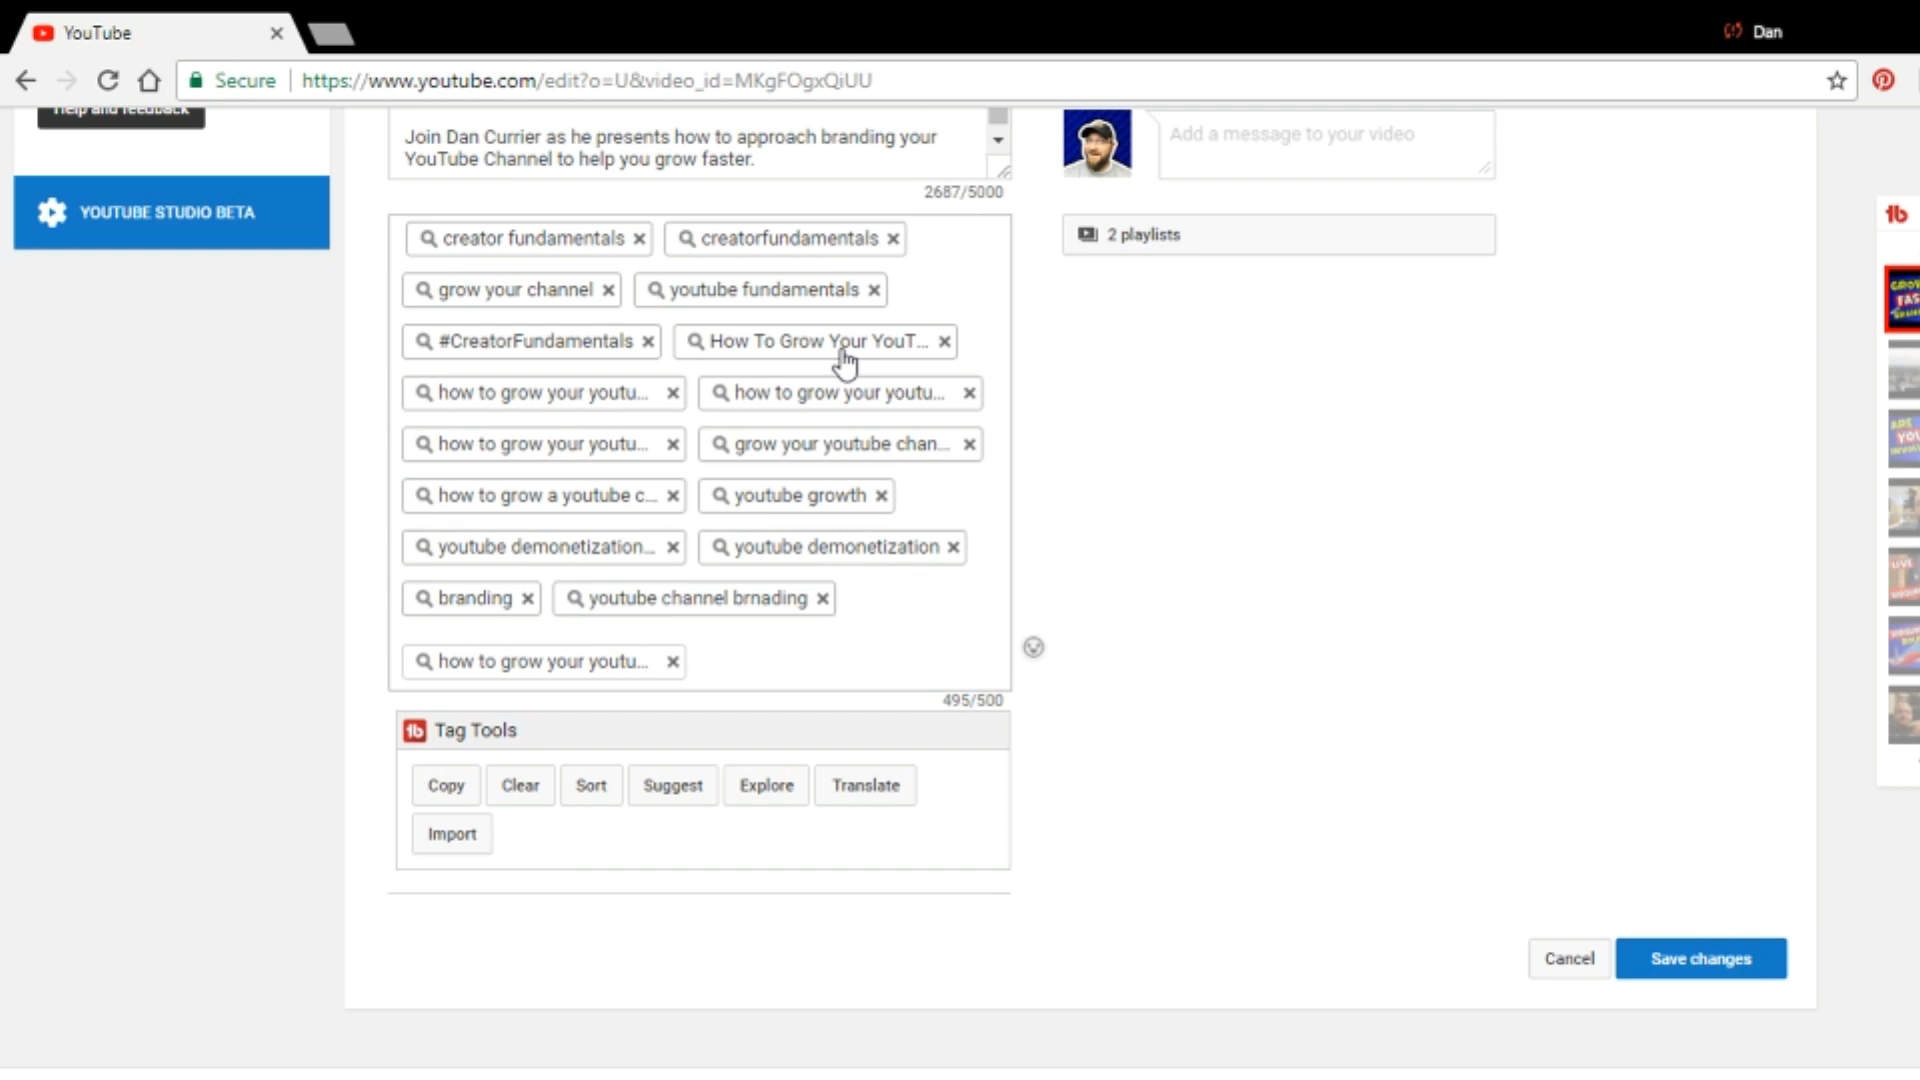 YouTube
Dan
Secure https://www.youtube.com/edit?o=U&video_id=MKgFOgxQiUU
Help and feedback
Join Dan Currier as he presents how to approach branding your
YouTube Channel to help you grow faster.
Add a message to your video
2687/5000
YOUTUBE STUDIO BETA
creator fundamentals creatorfundamentals
2 playlists
grow your channel youtube fundamentals
#CreatorFundamentals How To Grow Your YouT...
how to grow your youtu... how to grow your youtu...
how to grow your youtu... grow your youtube chan...
how to grow a youtube c... youtube growth
youtube demonetization... youtube demonetization
branding youtube channel brnading
how to grow your youtu...
495/500
Tag Tools
Copy Clear Sort Suggest Explore Translate
Import
Cancel Save changes